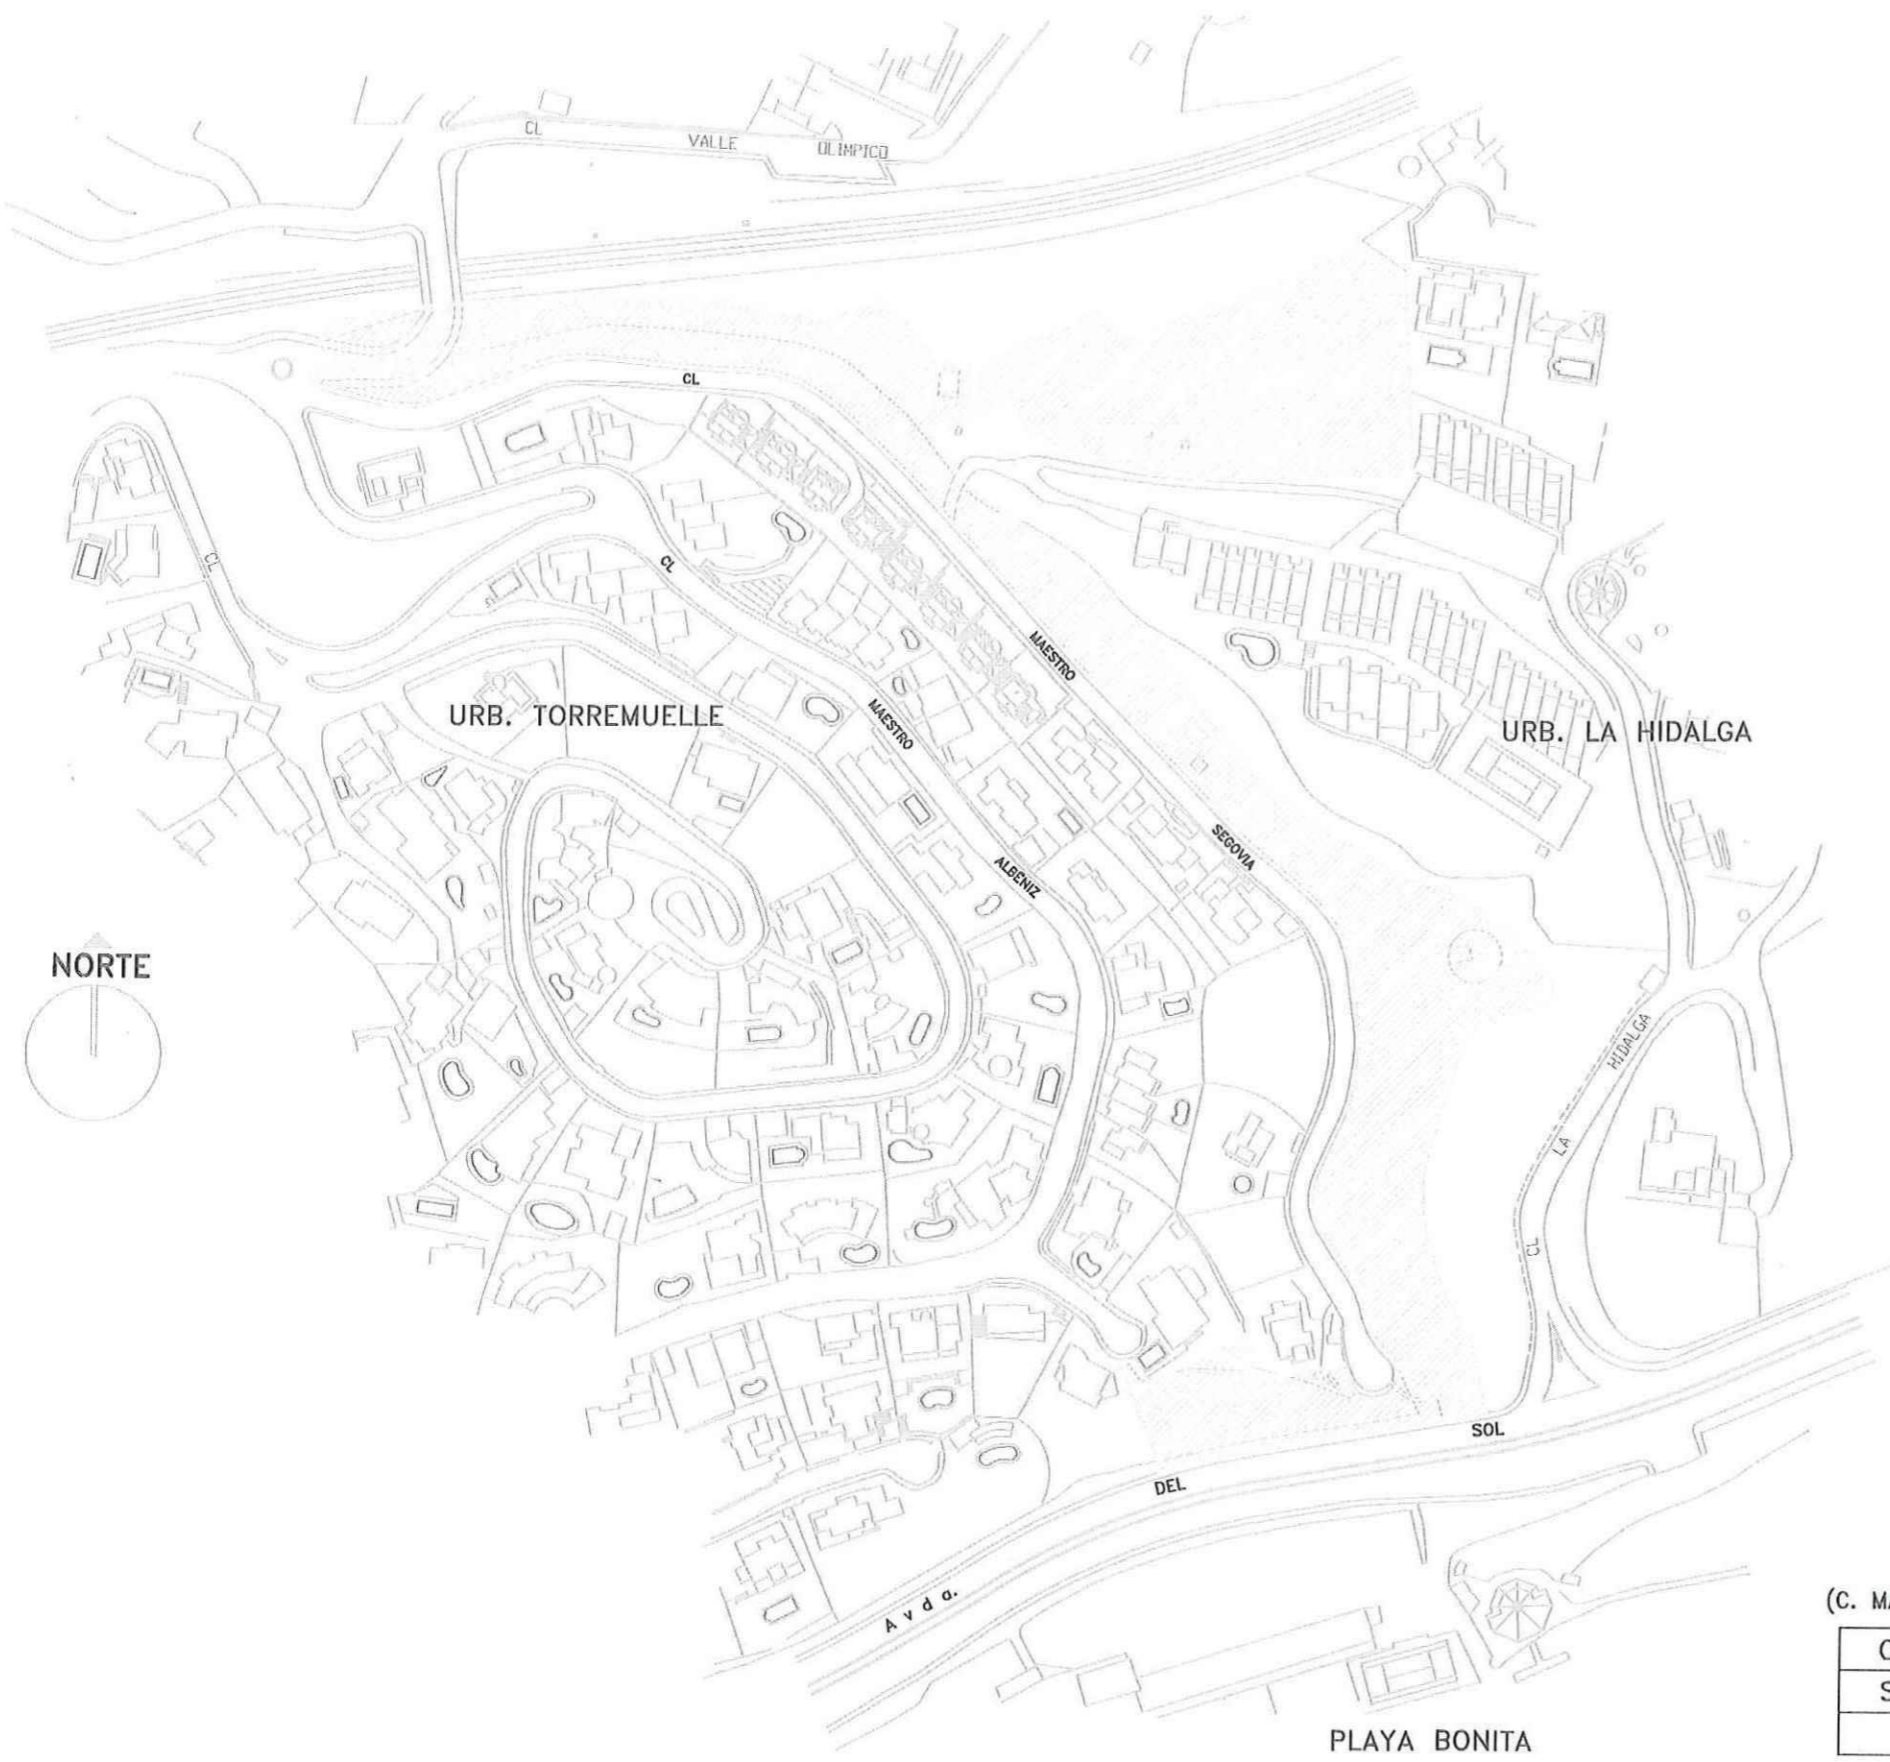 CL VALLE OLIMPICO
CL
CL
CL
MAESTRO
URB. TORREMUELLE
MAESTRO
URB. LA HIDALGA
SEGOVIA
ALBENIZ
NORTE
HIDALGA
LA
CL
SOL
DEL
Avda.
(C. MA
PLAYA BONITA